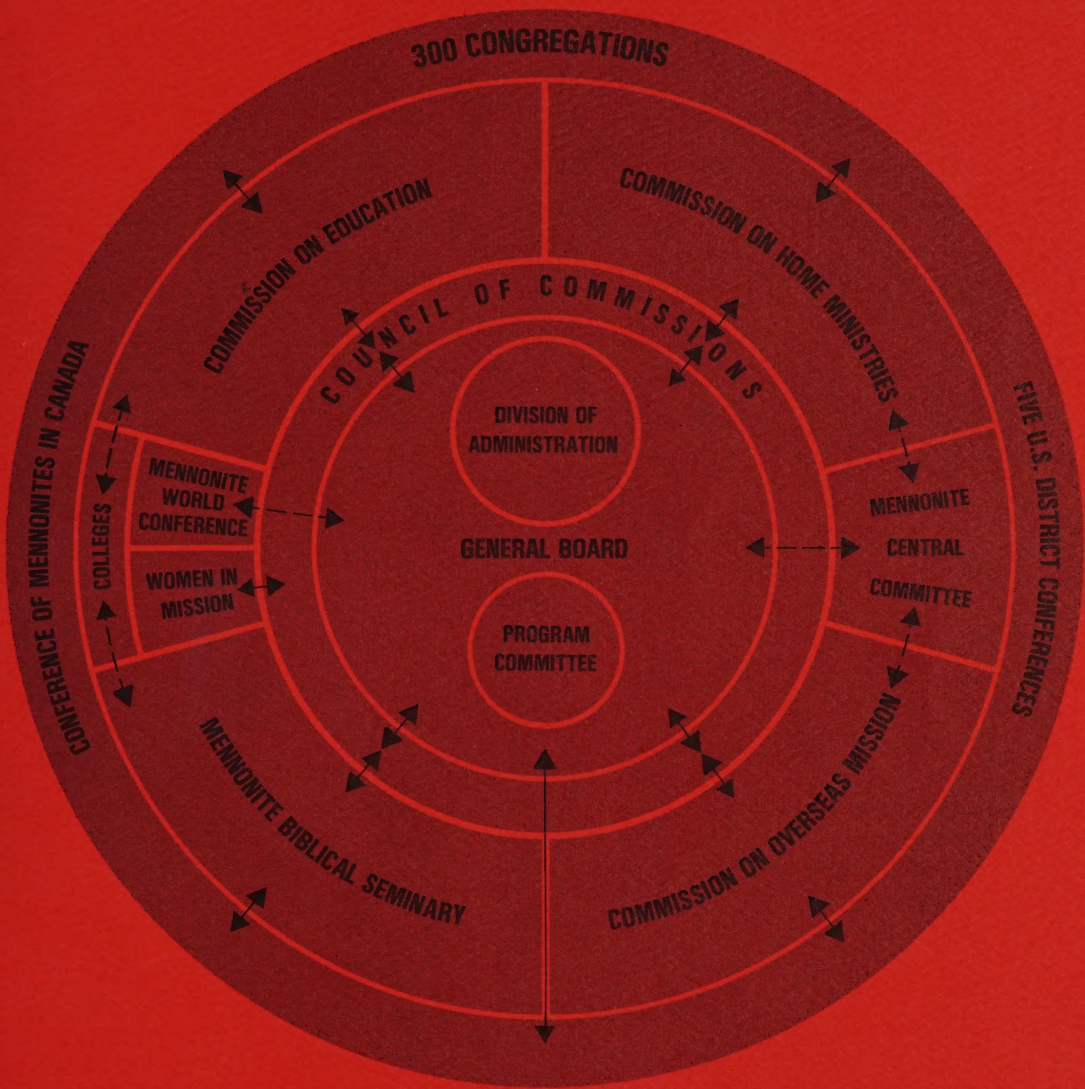 300 CONGREGATIONS
COMMISSION ON EDUCATION
COMMISSION ON HOME MINISTRIES
COUNCIL OF COMMISSIONS
CONFERENCE OF MENNONITES IN CANADA
FIVE U.S. DISTRICT CONFERENCES
DIVISION OF
ADMINISTRATION
COLLEGES
MENNONITE
WORLD
CONFERENCE
WOMEN IN
MISSION
GENERAL BOARD
MENNONITE
CENTRAL
COMMITTEE
PROGRAM
COMMITTEE
MENNONITE BIBLICAL SEMINARY
COMMISSION ON OVERSEAS MISSION